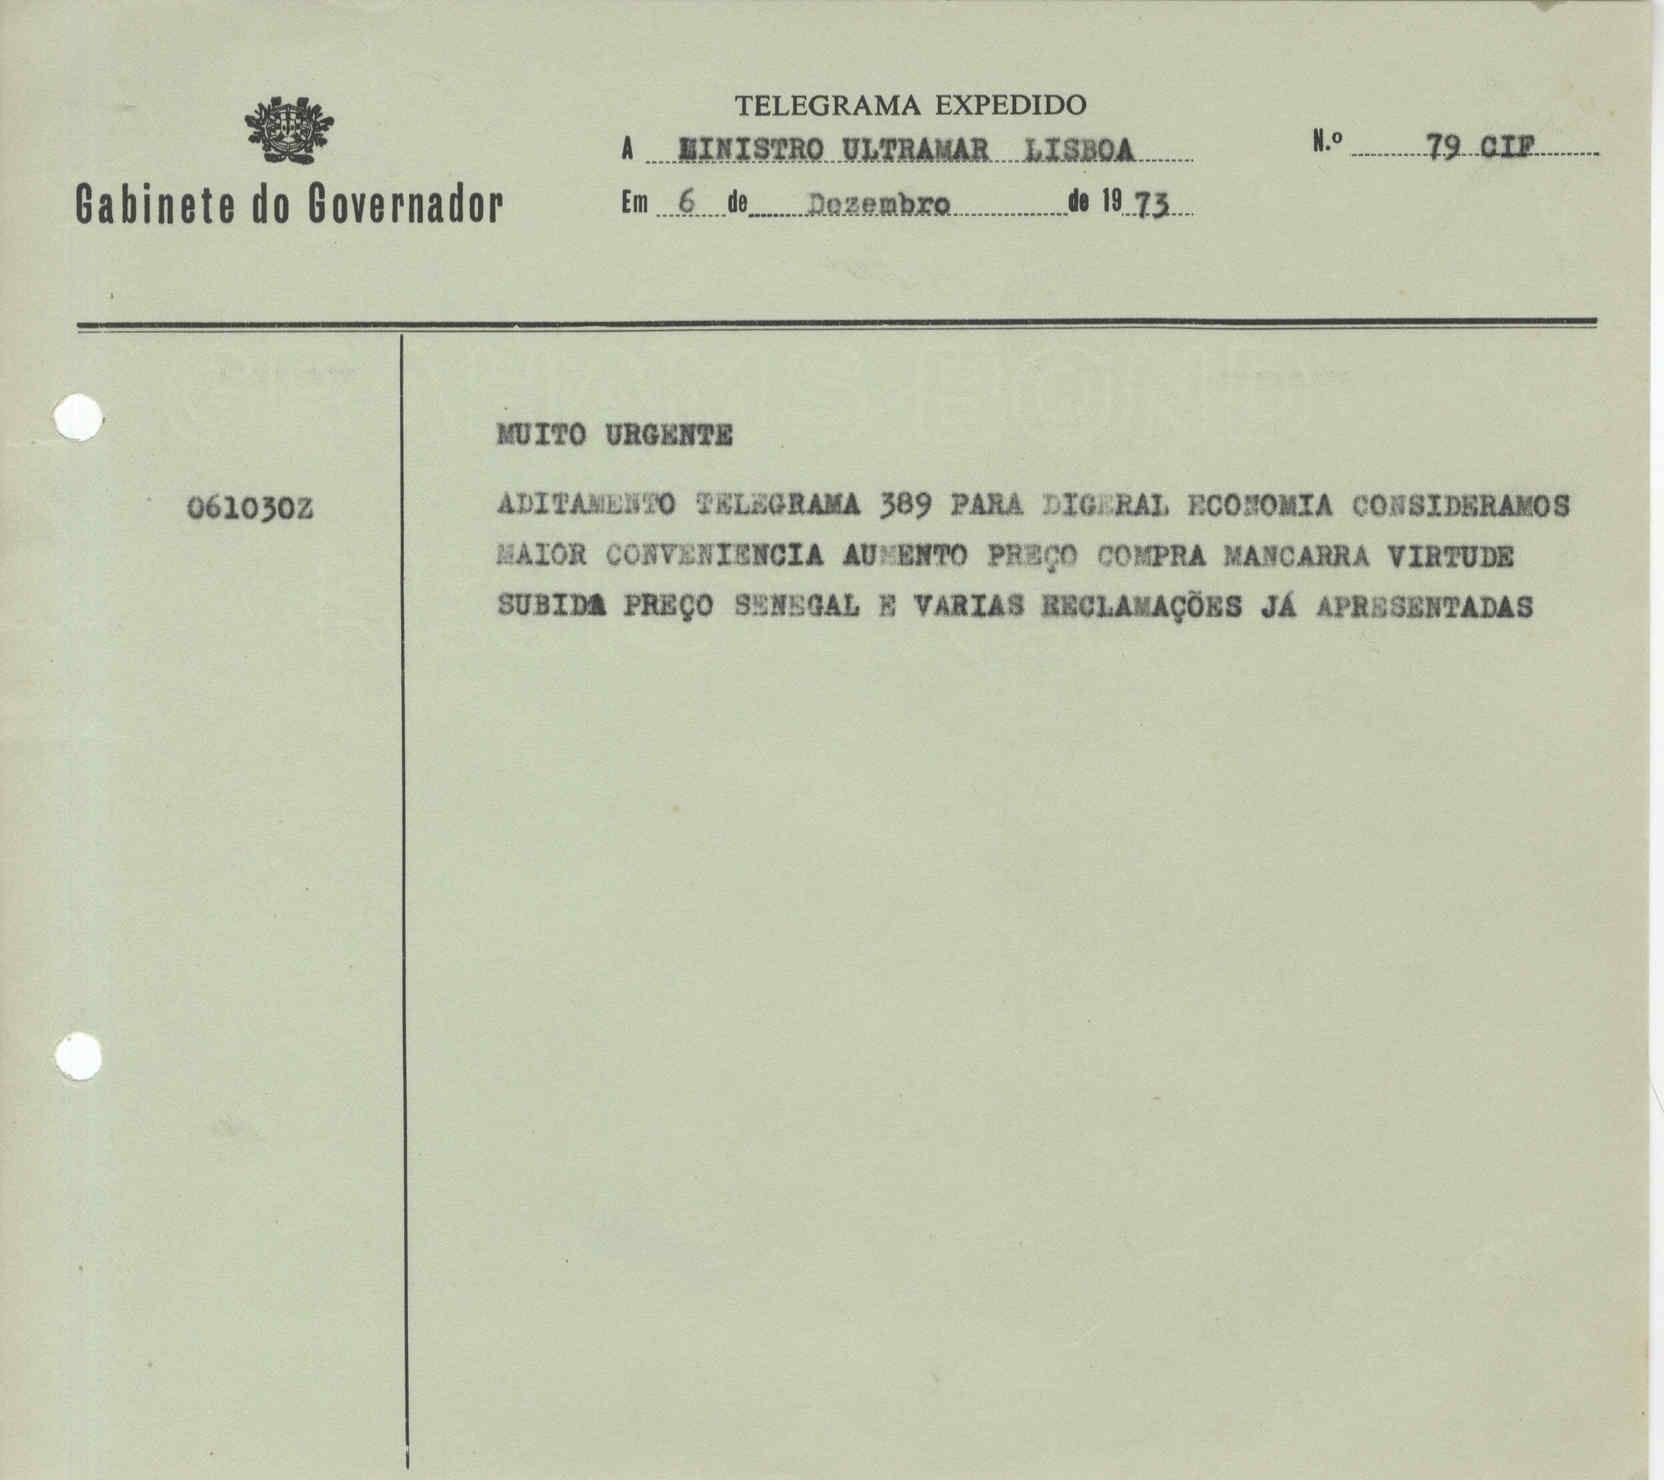 TELEGRAMA EXPEDIDO
Gabinete do Governador
A MINISTRO ULTRAMAR LISBOA
N.º 79 CIF
Em 6 de Dezembro de 1973
MUITO URGENTE
061030Z
ADITAMENTO TELEGRAMA 389 PARA DIGERAL ECONOMIA CONSIDERAMOS
MAIOR CONVENIENCIA AUMENTO PREÇO COMPRA MANCARRA VIRTUDE
SUBIDA PREÇO SENEGAL E VARIAS RECLAMAÇÕES JÁ APRESENTADAS